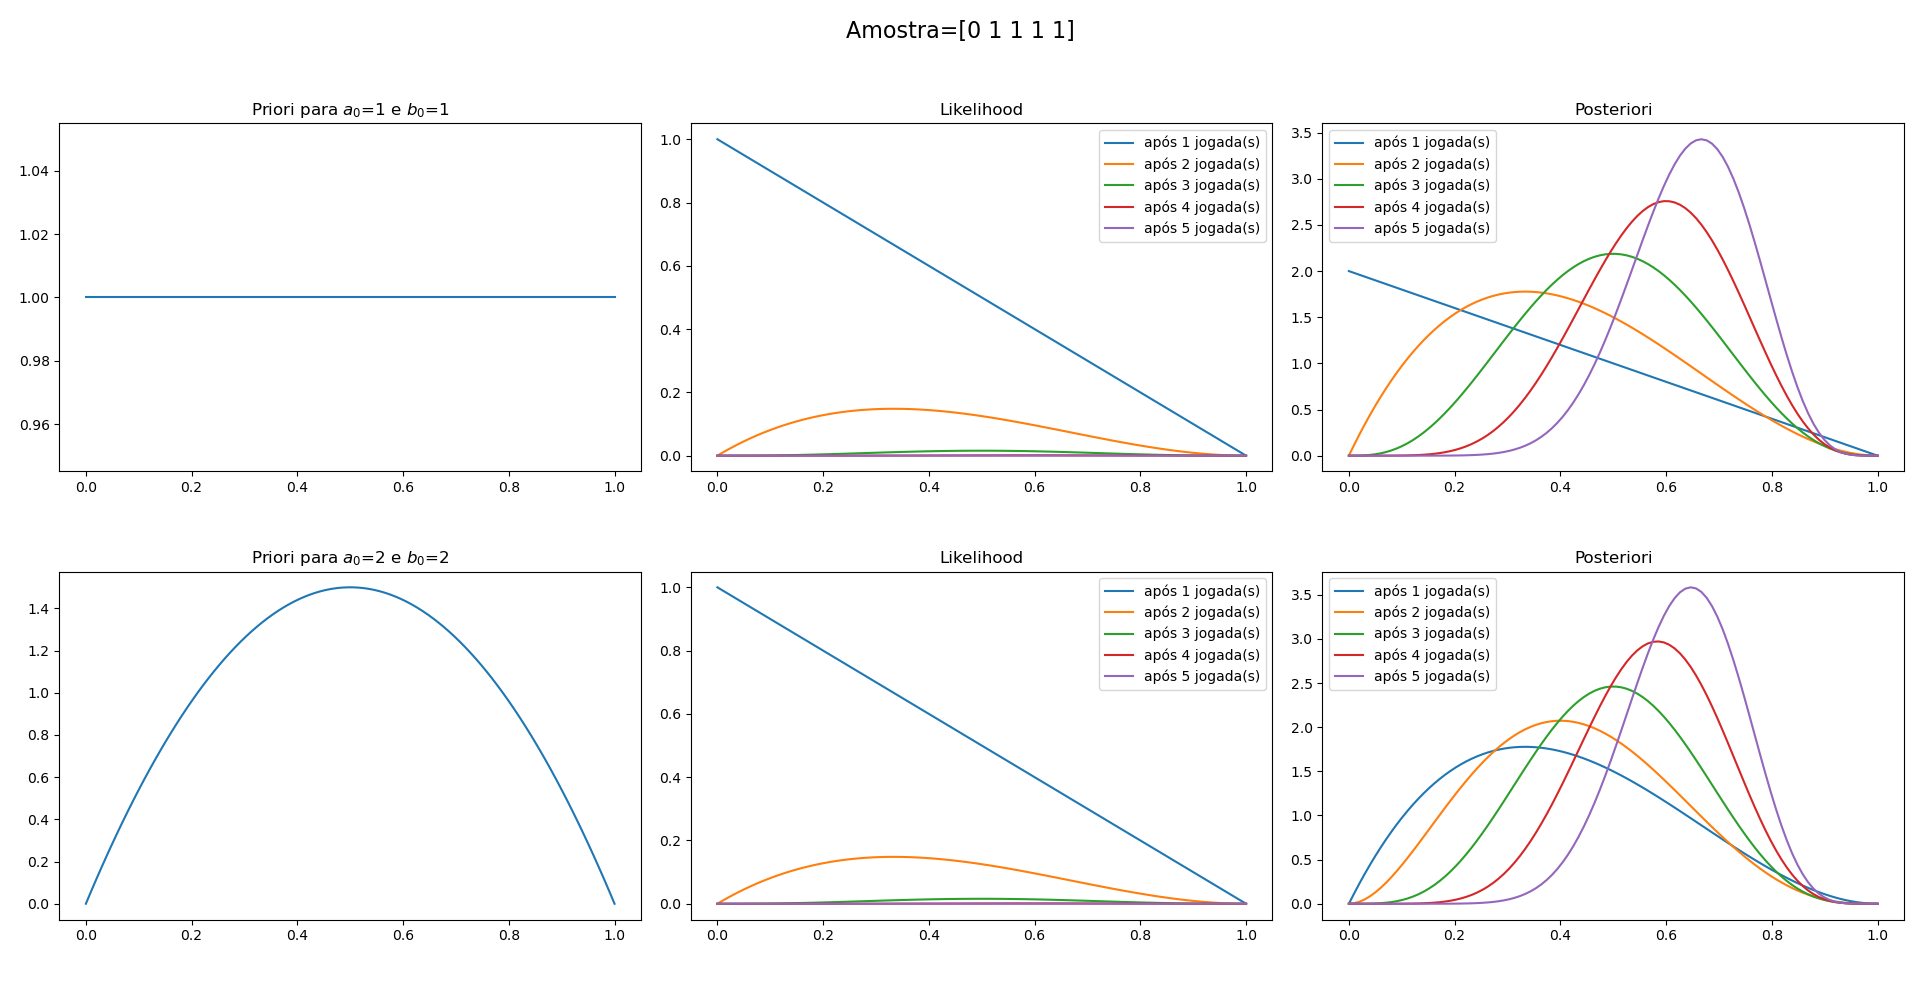 Amostra=[0 1 1 1 1]
Priori para a₀=1 e b₀=1
1.04
1.02
1.00
0.98
0.96
0.0 0.2 0.4 0.6 0.8 1.0
Likelihood
1.0
0.8
0.6
0.4
0.2
0.0
após 1 jogada(s)
após 2 jogada(s)
após 3 jogada(s)
após 4 jogada(s)
após 5 jogada(s)
0.0 0.2 0.4 0.6 0.8 1.0
Posteriori
3.5
3.0
2.5
2.0
1.5
1.0
0.5
0.0
após 1 jogada(s)
após 2 jogada(s)
após 3 jogada(s)
após 4 jogada(s)
após 5 jogada(s)
0.0 0.2 0.4 0.6 0.8 1.0
Priori para a₀=2 e b₀=2
1.4
1.2
1.0
0.8
0.6
0.4
0.2
0.0
0.0 0.2 0.4 0.6 0.8 1.0
Likelihood
1.0
0.8
0.6
0.4
0.2
0.0
após 1 jogada(s)
após 2 jogada(s)
após 3 jogada(s)
após 4 jogada(s)
após 5 jogada(s)
0.0 0.2 0.4 0.6 0.8 1.0
Posteriori
3.5
3.0
2.5
2.0
1.5
1.0
0.5
0.0
após 1 jogada(s)
após 2 jogada(s)
após 3 jogada(s)
após 4 jogada(s)
após 5 jogada(s)
0.0 0.2 0.4 0.6 0.8 1.0